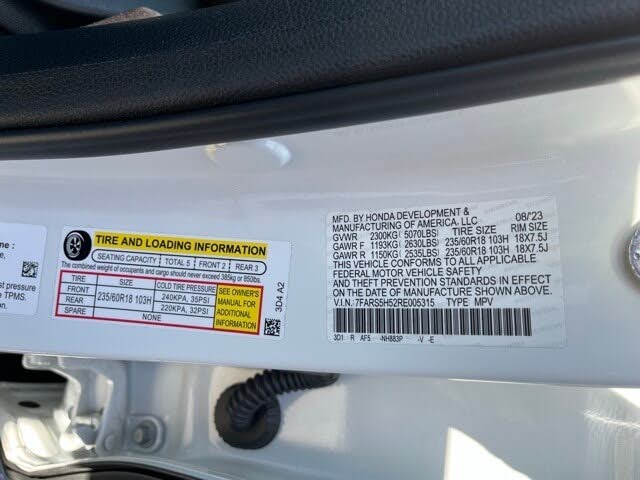 me :
pressure
e TPMS.
TIRE AND LOADING INFORMATION
SEATING CAPACITY | TOTAL 5 | FRONT 2 | REAR 3
The combined weight of occupants and cargo should never exceed 385kg or 850lbs.
TIRE SIZE COLD TIRE PRESSURE
FRONT 235/60R18 103H 240KPA, 35PSI
REAR 220KPA, 32PSI
SPARE NONE
SEE OWNER'S
MANUAL FOR
ADDITIONAL
INFORMATION
3D4 A2
MFD. BY HONDA DEVELOPMENT & 08/23
MANUFACTURING OF AMERICA, LLC
GVWR 2300KG( 5070LBS) TIRE SIZE RIM SIZE
GAWR F 1193KG( 2630LBS) 235/60R18 103H 18X7.5J
GAWR R 1150KG( 2535LBS) 235/60R18 103H 18X7.5J
THIS VEHICLE CONFORMS TO ALL APPLICABLE
FEDERAL MOTOR VEHICLE SAFETY
AND THEFT PREVENTION STANDARDS IN EFFECT
ON THE DATE OF MANUFACTURE SHOWN ABOVE.
V.I.N.: 7FARS5H52RE005315 TYPE MPV
3D1 R AF5 -NH883P -V -E